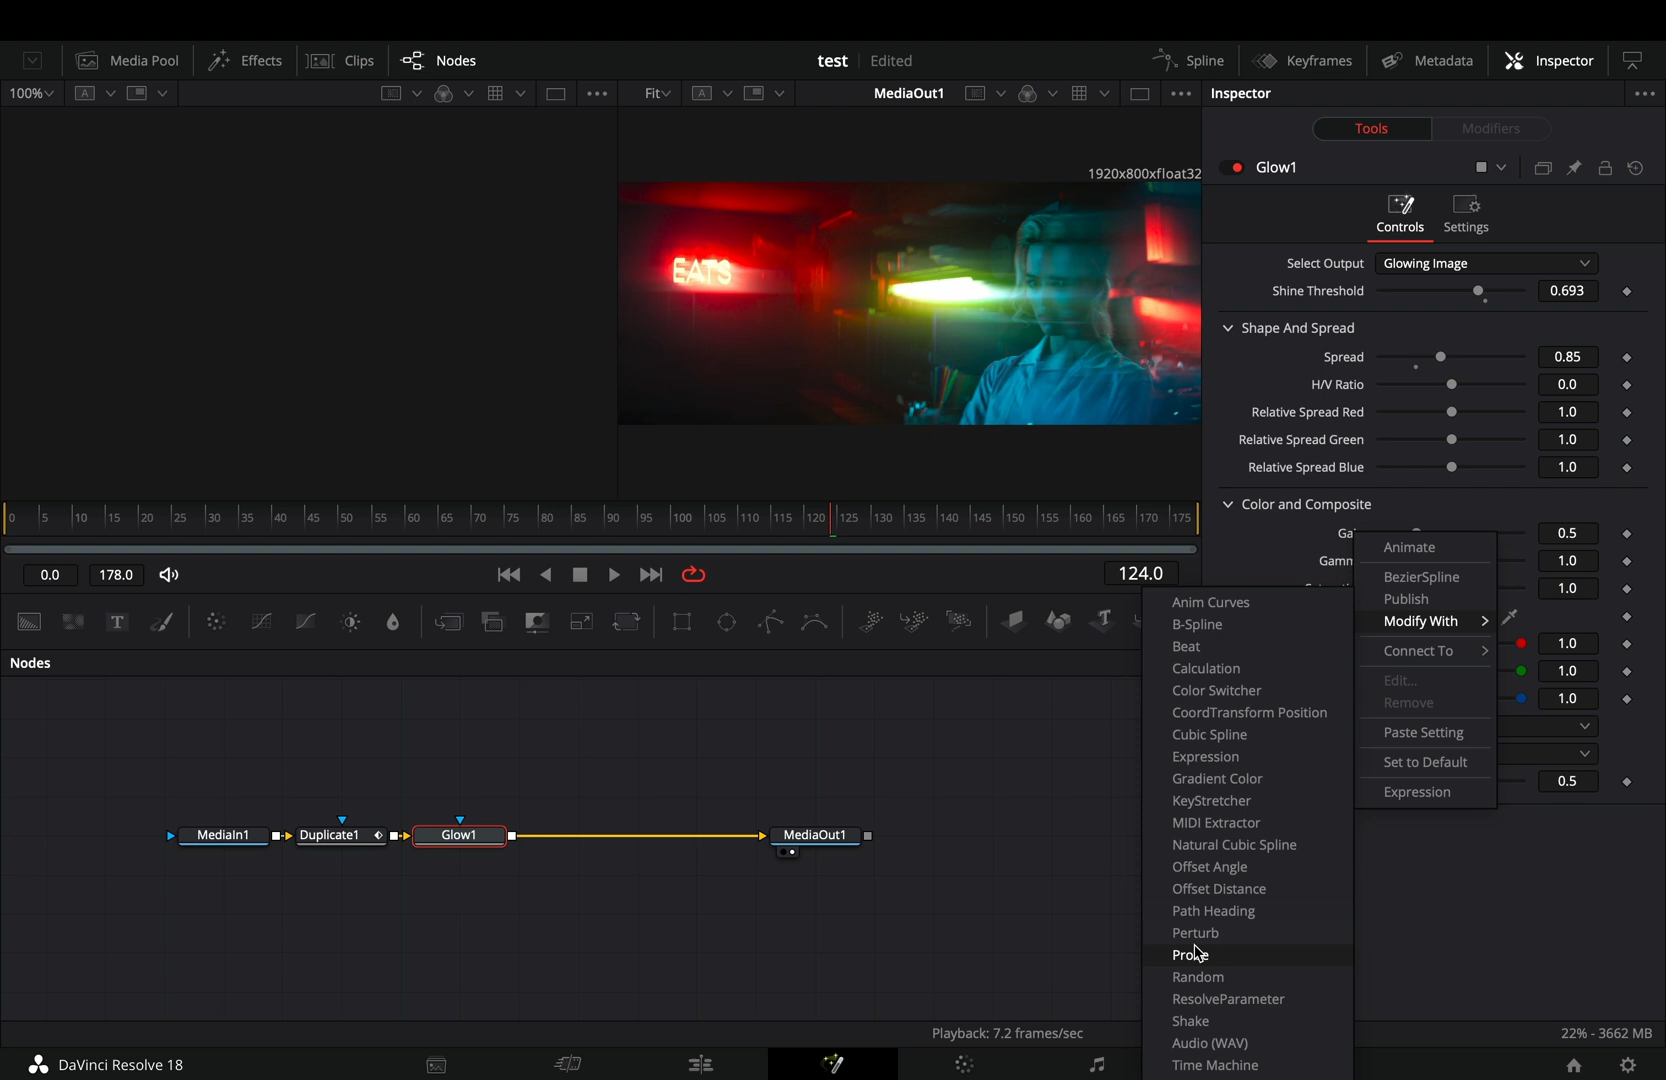 Media Pool Effects Clips Nodes test Edited Spline Keyframes Metadata Inspector
100% A Fit A MediaOut1 Inspector
Tools Modifiers
1920x800xfloat32
Glow1
EATS
Controls Settings
Select Output Glowing Image
Shine Threshold 0.693
Shape And Spread
Spread 0.85
H/V Ratio 0.0
Relative Spread Red 1.0
Relative Spread Green 1.0
Relative Spread Blue 1.0
Color and Composite
0 5 10 15 20 25 30 35 40 45 50 55 60 65 70 75 80 85 90 95 100 105 110 115 120 125 130 135 140 145 150 155 160 165 170 175
Ga 0.5
Gamm 1.0
1.0
0.0 178.0 124.0
1.0
1.0
1.0
0.5
Animate
BezierSpline
Publish
Modify With
Connect To
Edit...
Remove
Paste Setting
Set to Default
Expression
Anim Curves
B-Spline
Beat
Calculation
Color Switcher
CoordTransform Position
Cubic Spline
Expression
Gradient Color
KeyStretcher
MIDI Extractor
Natural Cubic Spline
Offset Angle
Offset Distance
Path Heading
Perturb
Probe
Random
ResolveParameter
Shake
Audio (WAV)
Time Machine
T T
Nodes
MediaIn1 Duplicate1 Glow1 MediaOut1
Playback: 7.2 frames/sec 22% - 3662 MB
DaVinci Resolve 18